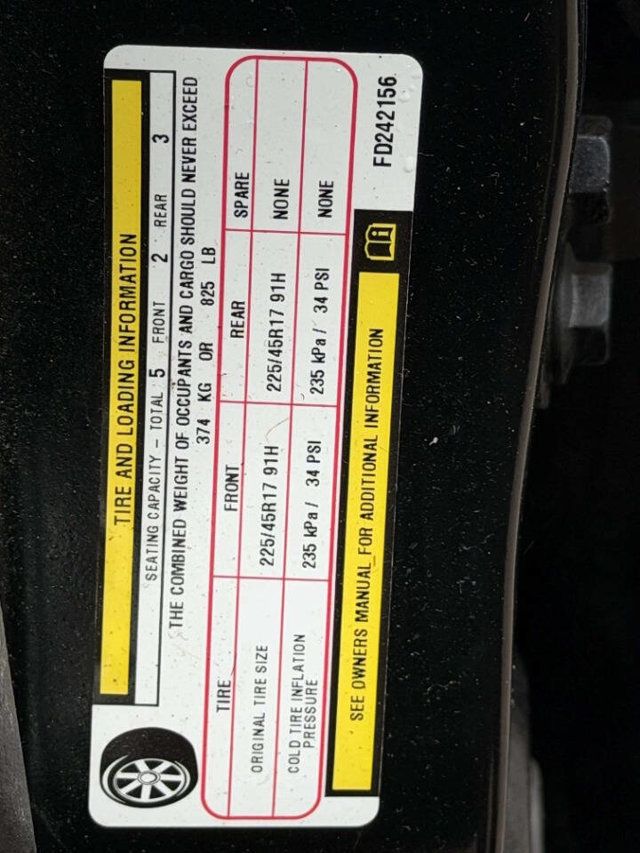 TIRE AND LOADING INFORMATION
SEATING CAPACITY – TOTAL 5 FRONT 2 REAR 3
THE COMBINED WEIGHT OF OCCUPANTS AND CARGO SHOULD NEVER EXCEED
374 KG OR 825 LB
TIRE FRONT REAR SPARE
ORIGINAL TIRE SIZE 225/45R17 91H 225/45R17 91H NONE
COLD TIRE INFLATION
PRESSURE 235 kPa / 34 PSI 235 kPa / 34 PSI NONE
SEE OWNERS MANUAL FOR ADDITIONAL INFORMATION
FD242156